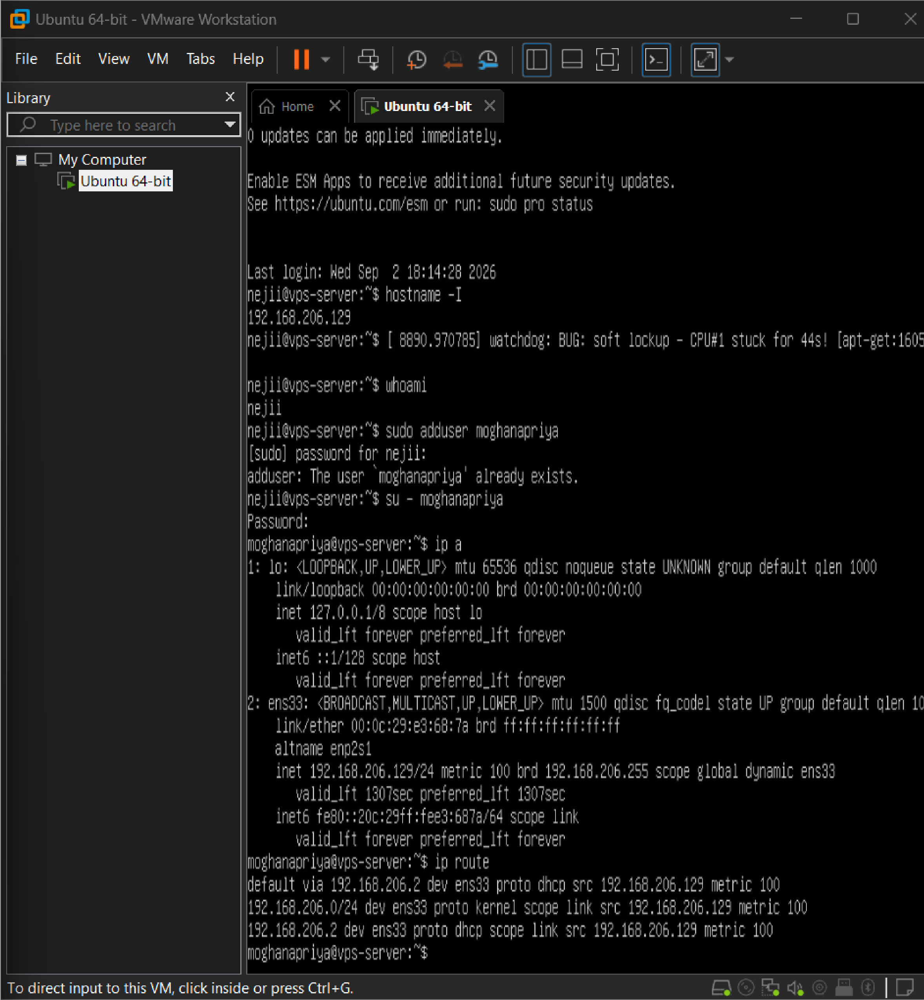 Ubuntu 64-bit - VMware Workstation
File Edit View VM Tabs Help
Library
Type here to search
My Computer
Ubuntu 64-bit
Home
Ubuntu 64-bit
0 updates can be applied immediately.
Enable ESM Apps to receive additional future security updates.
See https://ubuntu.com/esm or run: sudo pro status
Last login: Wed Sep  2 18:14:28 2026
nejii@vps-server:~$ hostname -I
192.168.206.129
nejii@vps-server:~$ [ 8890.970785] watchdog: BUG: soft lockup - CPU#1 stuck for 44s! [apt-get:1605
nejii@vps-server:~$ whoami
nejii
nejii@vps-server:~$ sudo adduser moghanapriya
[sudo] password for nejii:
adduser: The user `moghanapriya' already exists.
nejii@vps-server:~$ su - moghanapriya
Password:
moghanapriya@vps-server:~$ ip a
1: lo: <LOOPBACK,UP,LOWER_UP> mtu 65536 qdisc noqueue state UNKNOWN group default qlen 1000
    link/loopback 00:00:00:00:00:00 brd 00:00:00:00:00:00
    inet 127.0.0.1/8 scope host lo
       valid_lft forever preferred_lft forever
    inet6 ::1/128 scope host
       valid_lft forever preferred_lft forever
2: ens33: <BROADCAST,MULTICAST,UP,LOWER_UP> mtu 1500 qdisc fq_codel state UP group default qlen 10
    link/ether 00:0c:29:e3:68:7a brd ff:ff:ff:ff:ff:ff
    altname enp2s1
    inet 192.168.206.129/24 metric 100 brd 192.168.206.255 scope global dynamic ens33
       valid_lft 1307sec preferred_lft 1307sec
    inet6 fe80::20c:29ff:fee3:687a/64 scope link
       valid_lft forever preferred_lft forever
moghanapriya@vps-server:~$ ip route
default via 192.168.206.2 dev ens33 proto dhcp src 192.168.206.129 metric 100
192.168.206.0/24 dev ens33 proto kernel scope link src 192.168.206.129 metric 100
192.168.206.2 dev ens33 proto dhcp scope link src 192.168.206.129 metric 100
moghanapriya@vps-server:~$
To direct input to this VM, click inside or press Ctrl+G.